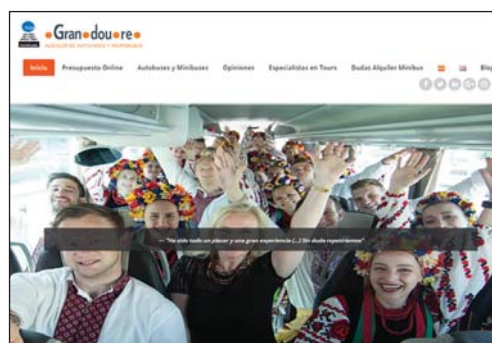 Gran●dou●re●
ALQUILER DE AUTOBUSES Y MICROBUSES
Inicio Presupuesto Online Autobuses y Minibuses Opiniones Especialistas en Tours Dudas Alquiler Minibus Blog
— "Ha sido todo un placer y una gran experiencia (...) Sin duda repetiremos"